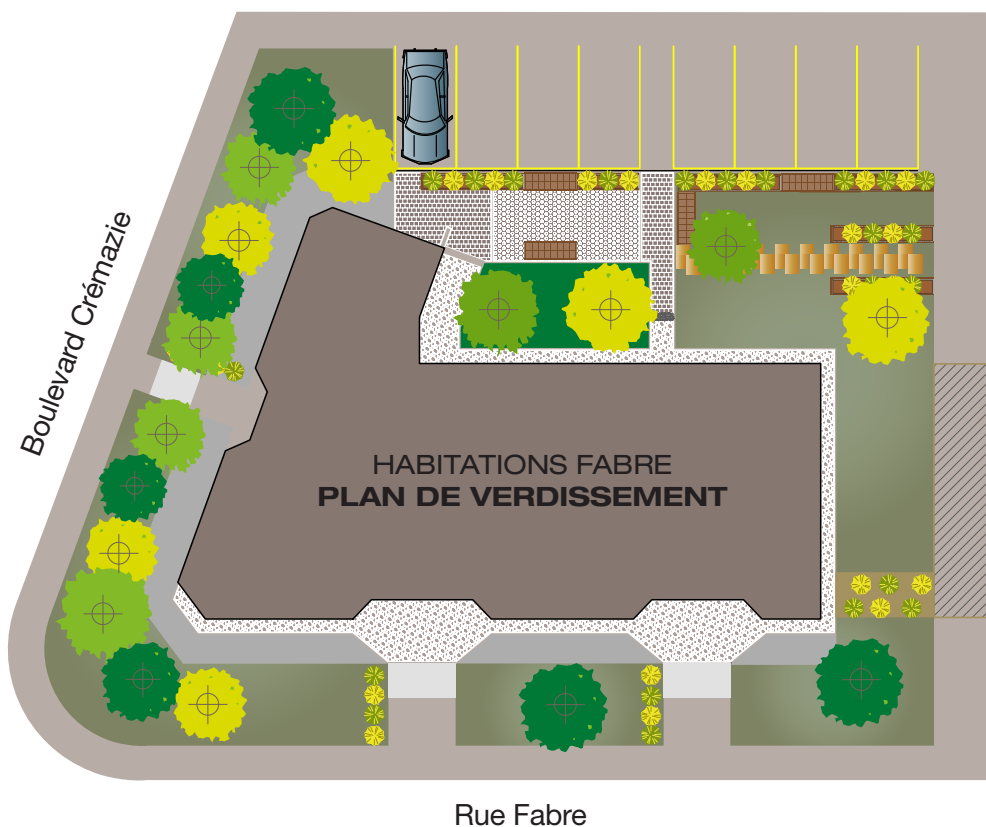 Boulevard Crémazie
HABITATIONS FABRE
PLAN DE VERDISSEMENT
Rue Fabre